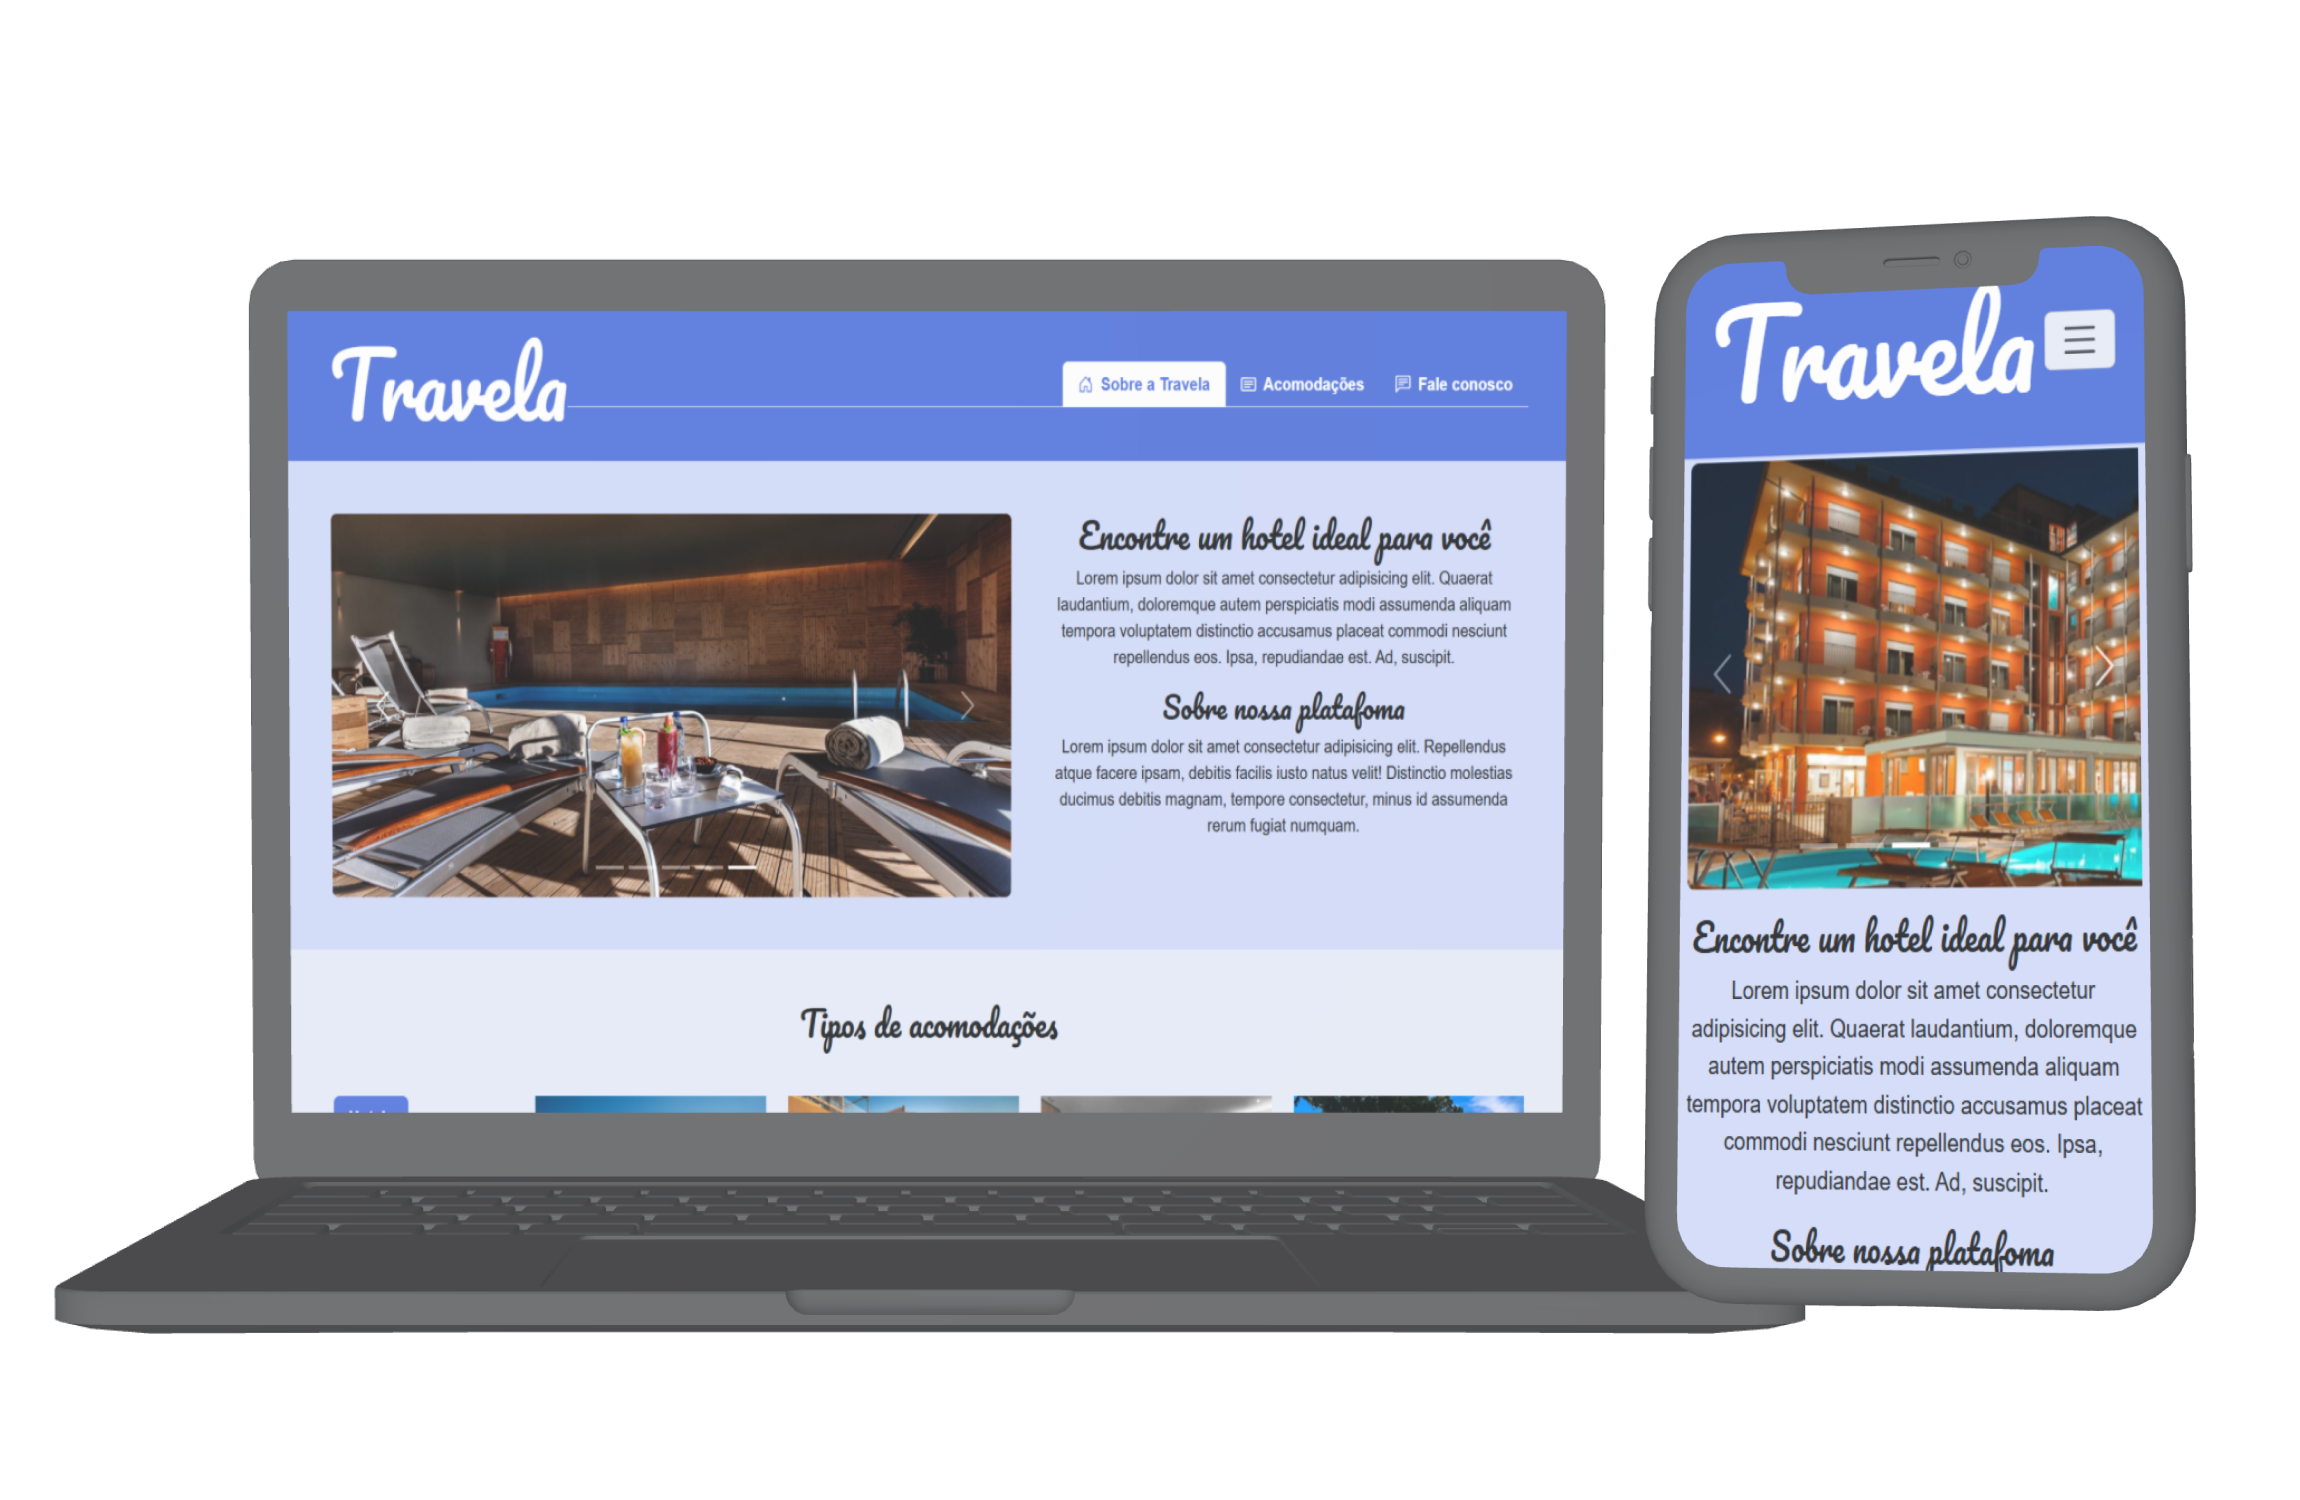 Travela
Sobre a Travela
Acomodações
Fale conosco
Encontre um hotel ideal para você
Lorem ipsum dolor sit amet consectetur adipisicing elit. Quaerat
laudantium, doloremque autem perspiciatis modi assumenda aliquam
tempora voluptatem distinctio accusamus placeat commodi nesciunt
repellendus eos. Ipsa, repudiandae est. Ad, suscipit.
Sobre nossa platafoma
Lorem ipsum dolor sit amet consectetur adipisicing elit. Repellendus
atque facere ipsam, debitis facilis iusto natus velit! Distinctio molestias
ducimus debitis magnam, tempore consectetur, minus id assumenda
rerum fugiat numquam.
Tipos de acomodações
Travela
Encontre um hotel ideal para você
Lorem ipsum dolor sit amet consectetur
adipisicing elit. Quaerat laudantium, doloremque
autem perspiciatis modi assumenda aliquam
tempora voluptatem distinctio accusamus placeat
commodi nesciunt repellendus eos. Ipsa,
repudiandae est. Ad, suscipit.
Sobre nossa platafoma